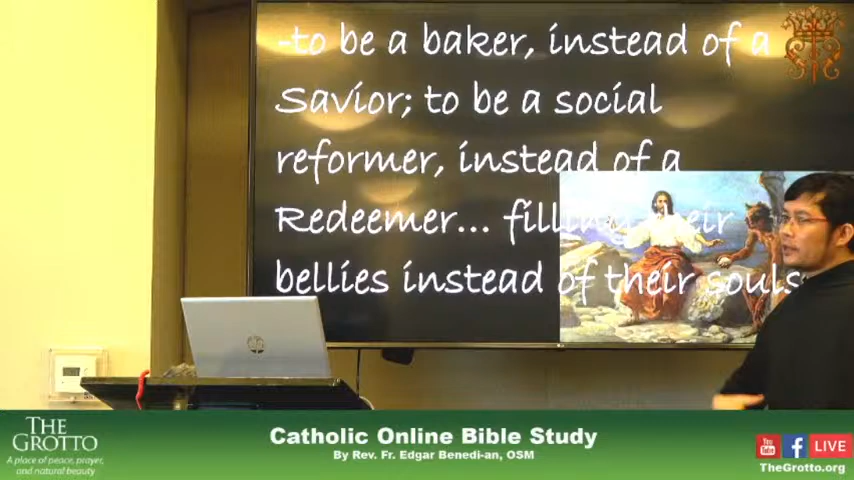 -to be a baker, instead of a
Savior; to be a social
reformer, instead of a
Redeemer... filling their
bellies instead of their souls
THE
GROTTO
A place of peace, prayer,
and natural beauty
Catholic Online Bible Study
By Rev. Fr. Edgar Benedi-an, OSM
You
Tube
f
LIVE
TheGrotto.org